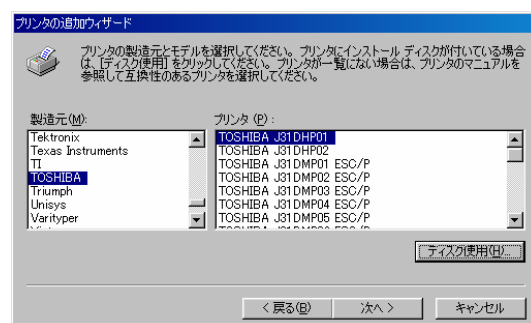 プリンタの追加ウィザード
プリンタの製造元とモデルを選択してください。プリンタにインストール ディスクが付いている場合
は、[ディスク使用] をクリックしてください。プリンタが一覧にない場合は、プリンタのマニュアルを
参照して互換性のあるプリンタを選択してください。
製造元(M):
プリンタ (P) :
Tektronix
Texas Instruments
TI
TOSHIBA
Triumph
Unisys
Varityper
TOSHIBA J31DHP01
TOSHIBA J31DHP02
TOSHIBA J31DMP01 ESC/P
TOSHIBA J31DMP02 ESC/P
TOSHIBA J31DMP03 ESC/P
TOSHIBA J31DMP04 ESC/P
TOSHIBA J31DMP05 ESC/P
ディスク使用(H)...
< 戻る(B)
次へ >
キャンセル